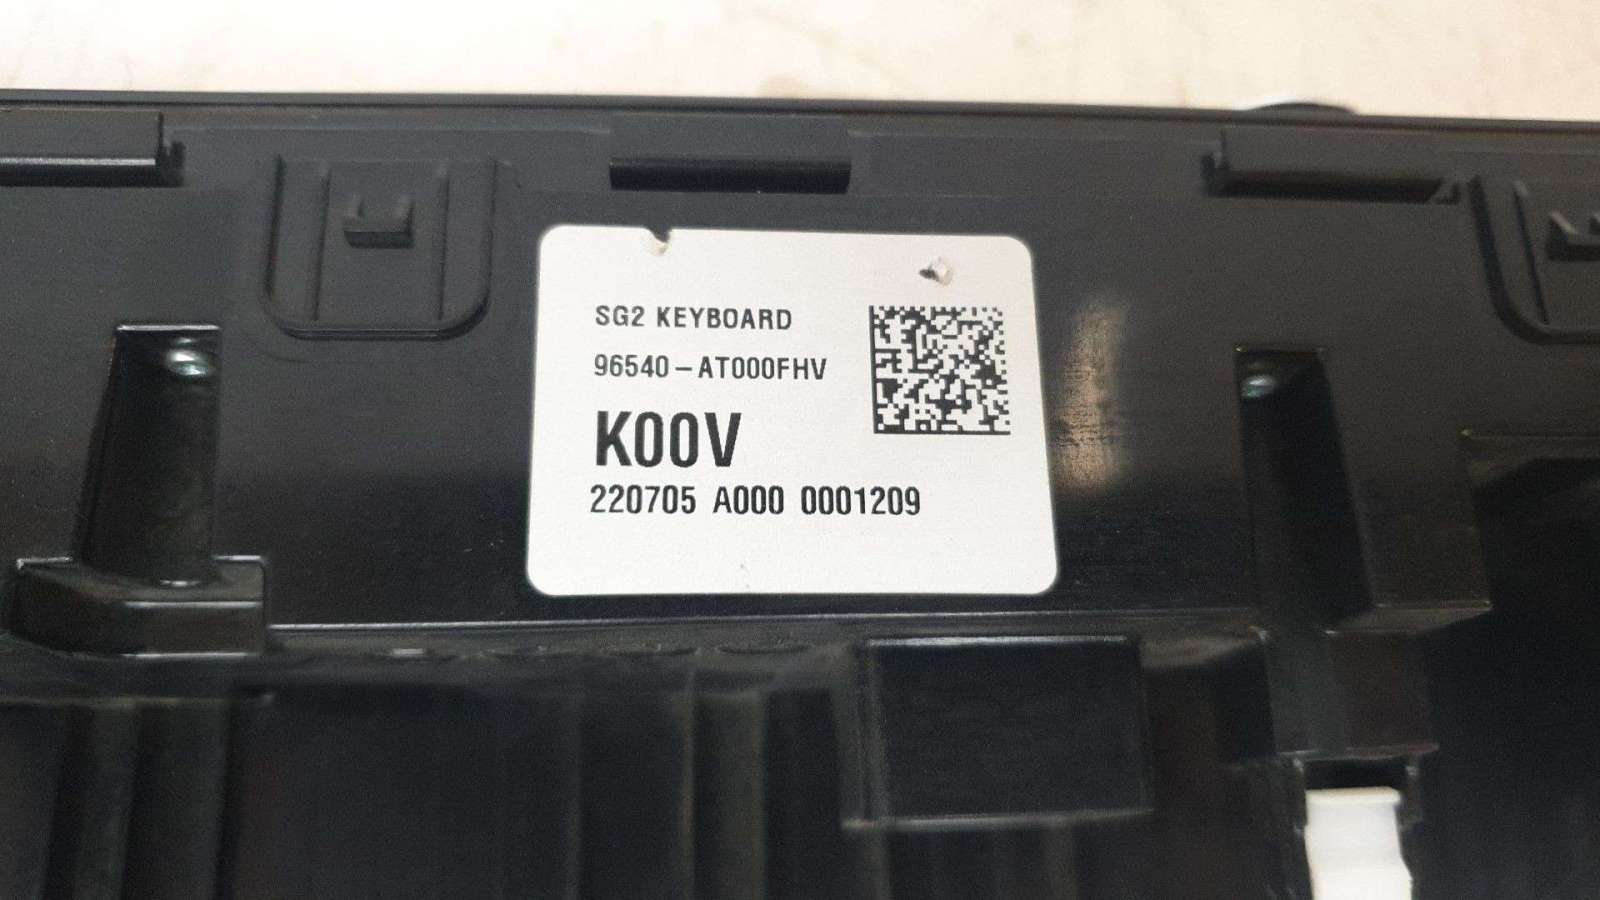 SG2 KEYBOARD
96540-AT000FHV
K00V
220705 A000 0001209